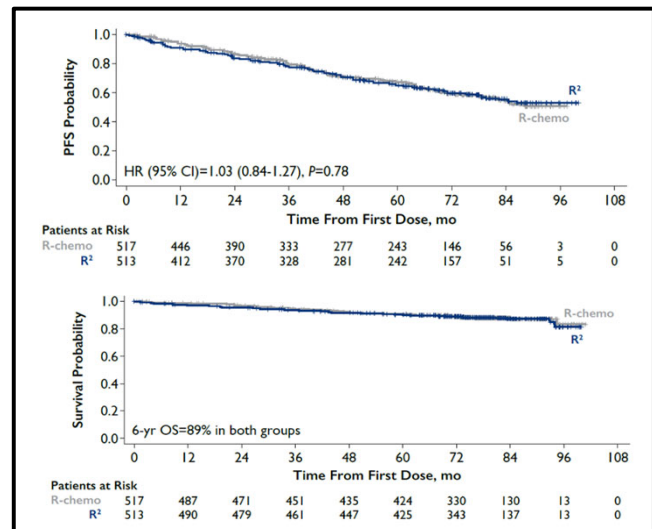 1.0
0.8
0.6
0.4
0.2
0.0
PFS Probability
R²
R-chemo
HR (95% CI)=1.03 (0.84-1.27), P=0.78
0 12 24 36 48 60 72 84 96 108
Time From First Dose, mo
Patients at Risk
R-chemo 517 446 390 333 277 243 146 56 3 0
R² 513 412 370 328 281 242 157 51 5 0
1.0
0.8
0.6
0.4
0.2
0.0
Survival Probability
R-chemo
R²
6-yr OS=89% in both groups
0 12 24 36 48 60 72 84 96 108
Time From First Dose, mo
Patients at Risk
R-chemo 517 487 471 451 435 424 330 130 13 0
R² 513 490 479 461 447 425 343 137 13 0